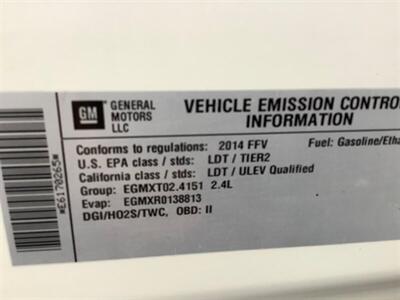 GM
GENERAL
MOTORS
LLC
VEHICLE EMISSION CONTRO
INFORMATION
Conforms to regulations: 2014 FFV Fuel: Gasoline/Etha
U.S. EPA class / stds: LDT / TIER2
California class / stds: LDT / ULEV Qualified
Group: EGMXT02.4151 2.4L
Evap: EGMXR0138813
DGI/HO2S/TWC, OBD: II
*E6170265*